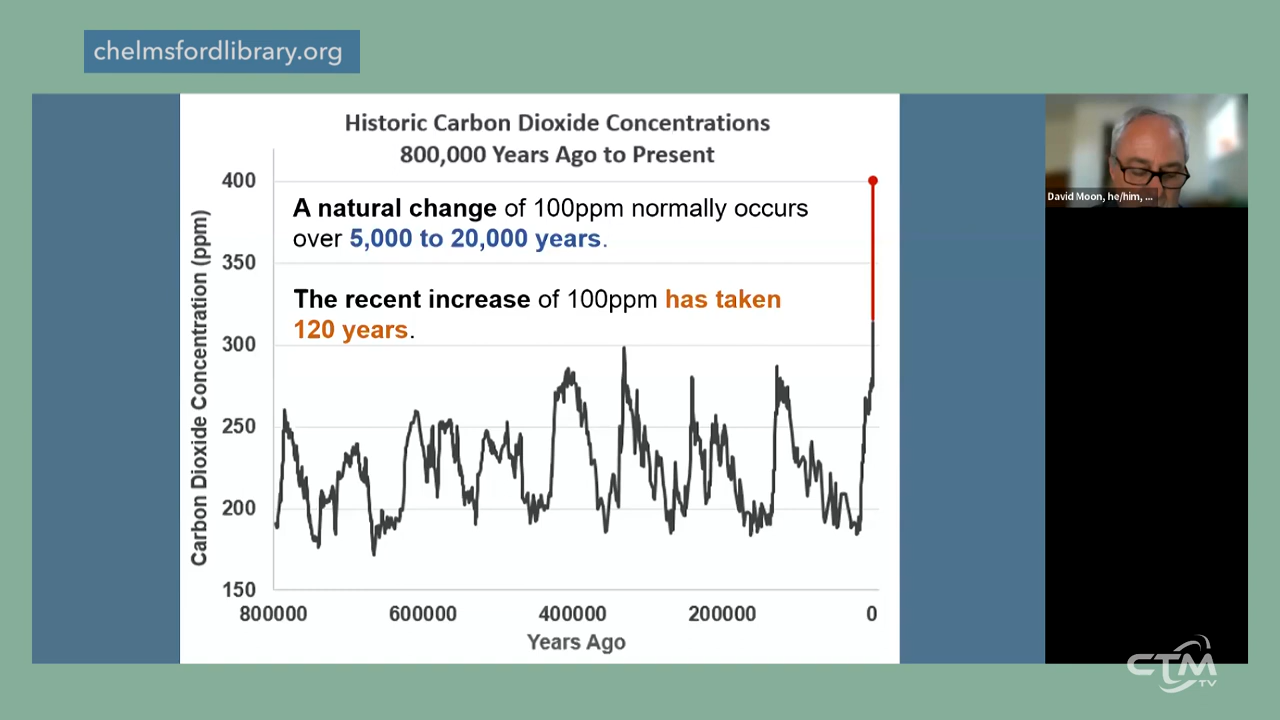 chelmsfordlibrary.org
Historic Carbon Dioxide Concentrations
800,000 Years Ago to Present
400
350
300
250
200
150
Carbon Dioxide Concentration (ppm)
A natural change of 100ppm normally occurs
over 5,000 to 20,000 years.
The recent increase of 100ppm has taken
120 years.
800000
600000
400000
200000
0
Years Ago
David Moon, he/him, ...
CTM
TV